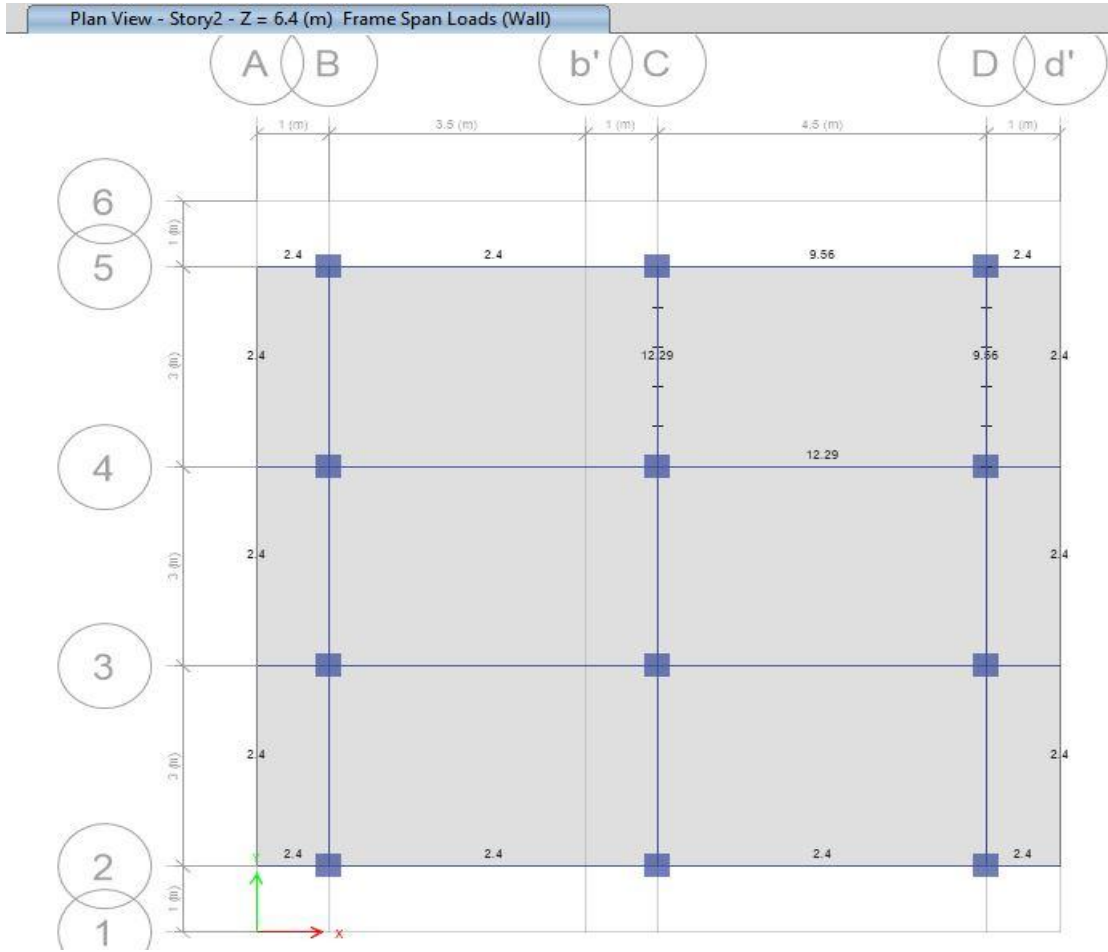 Plan View - Story2 - Z = 6.4 (m) Frame Span Loads (Wall)
A B b' C D d'
1 (m) 3.5 (m) 1 (m) 4.5 (m) 1 (m)
6
1 (m)
5
2.4 2.4 9.56 2.4
3 (m)
2.4 12.29 9.56 2.4
4
12.29
3 (m)
2.4 2.4
3
3 (m)
2.4 2.4
2
2.4 2.4 2.4 2.4
Y
1 (m)
1
X